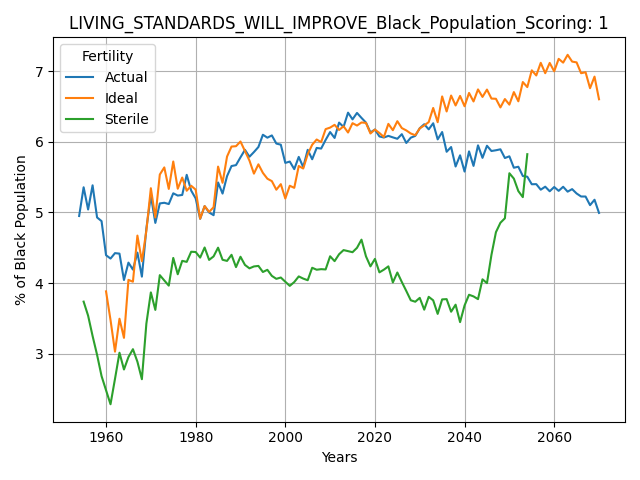 LIVING_STANDARDS_WILL_IMPROVE_Black_Population_Scoring: 1
Fertility
Actual
Ideal
Sterile
% of Black Population
7
6
5
4
3
1960 1980 2000 2020 2040 2060
Years